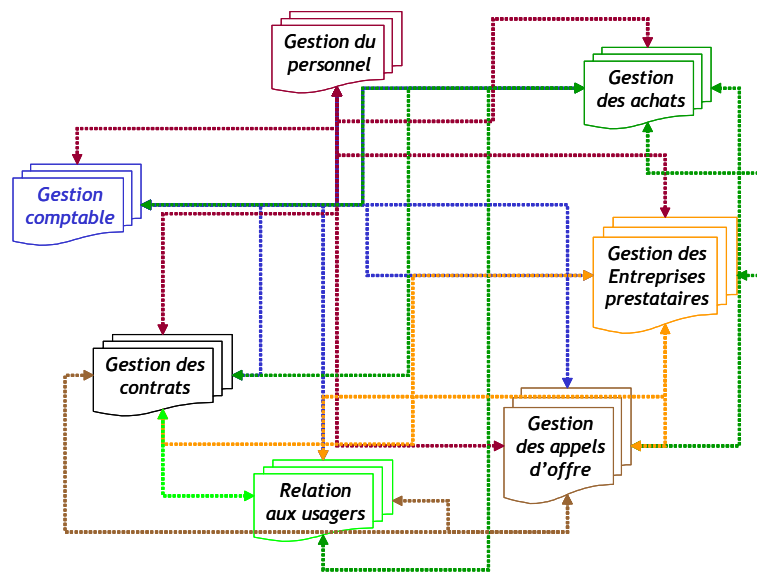 Gestion du
personnel
Gestion
des achats
Gestion
comptable
Gestion des
Entreprises
prestataires
Gestion des
contrats
Gestion
des appels
d'offre
Relation
aux usagers